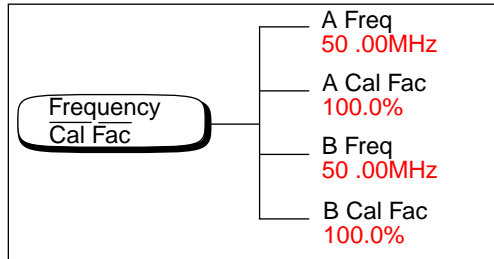 Frequency
Cal Fac
A Freq
50 .00MHz
A Cal Fac
100.0%
B Freq
50 .00MHz
B Cal Fac
100.0%